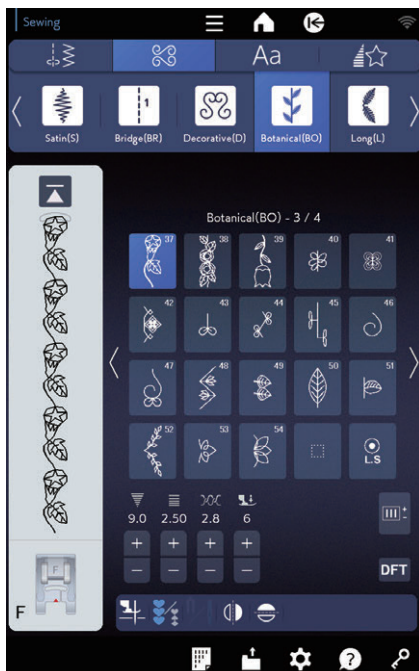 Sewing
Aa
1
Satin(S) Bridge(BR) Decorative(D) Botanical(BO) Long(L)
Botanical(BO) - 3 / 4
37 38 39 40 41
42 43 44 45 46
47 48 49 50 51
52 53 54 L.S
9.0 2.50 2.8 6
+ + + +
− − − −
DFT
F
F
?